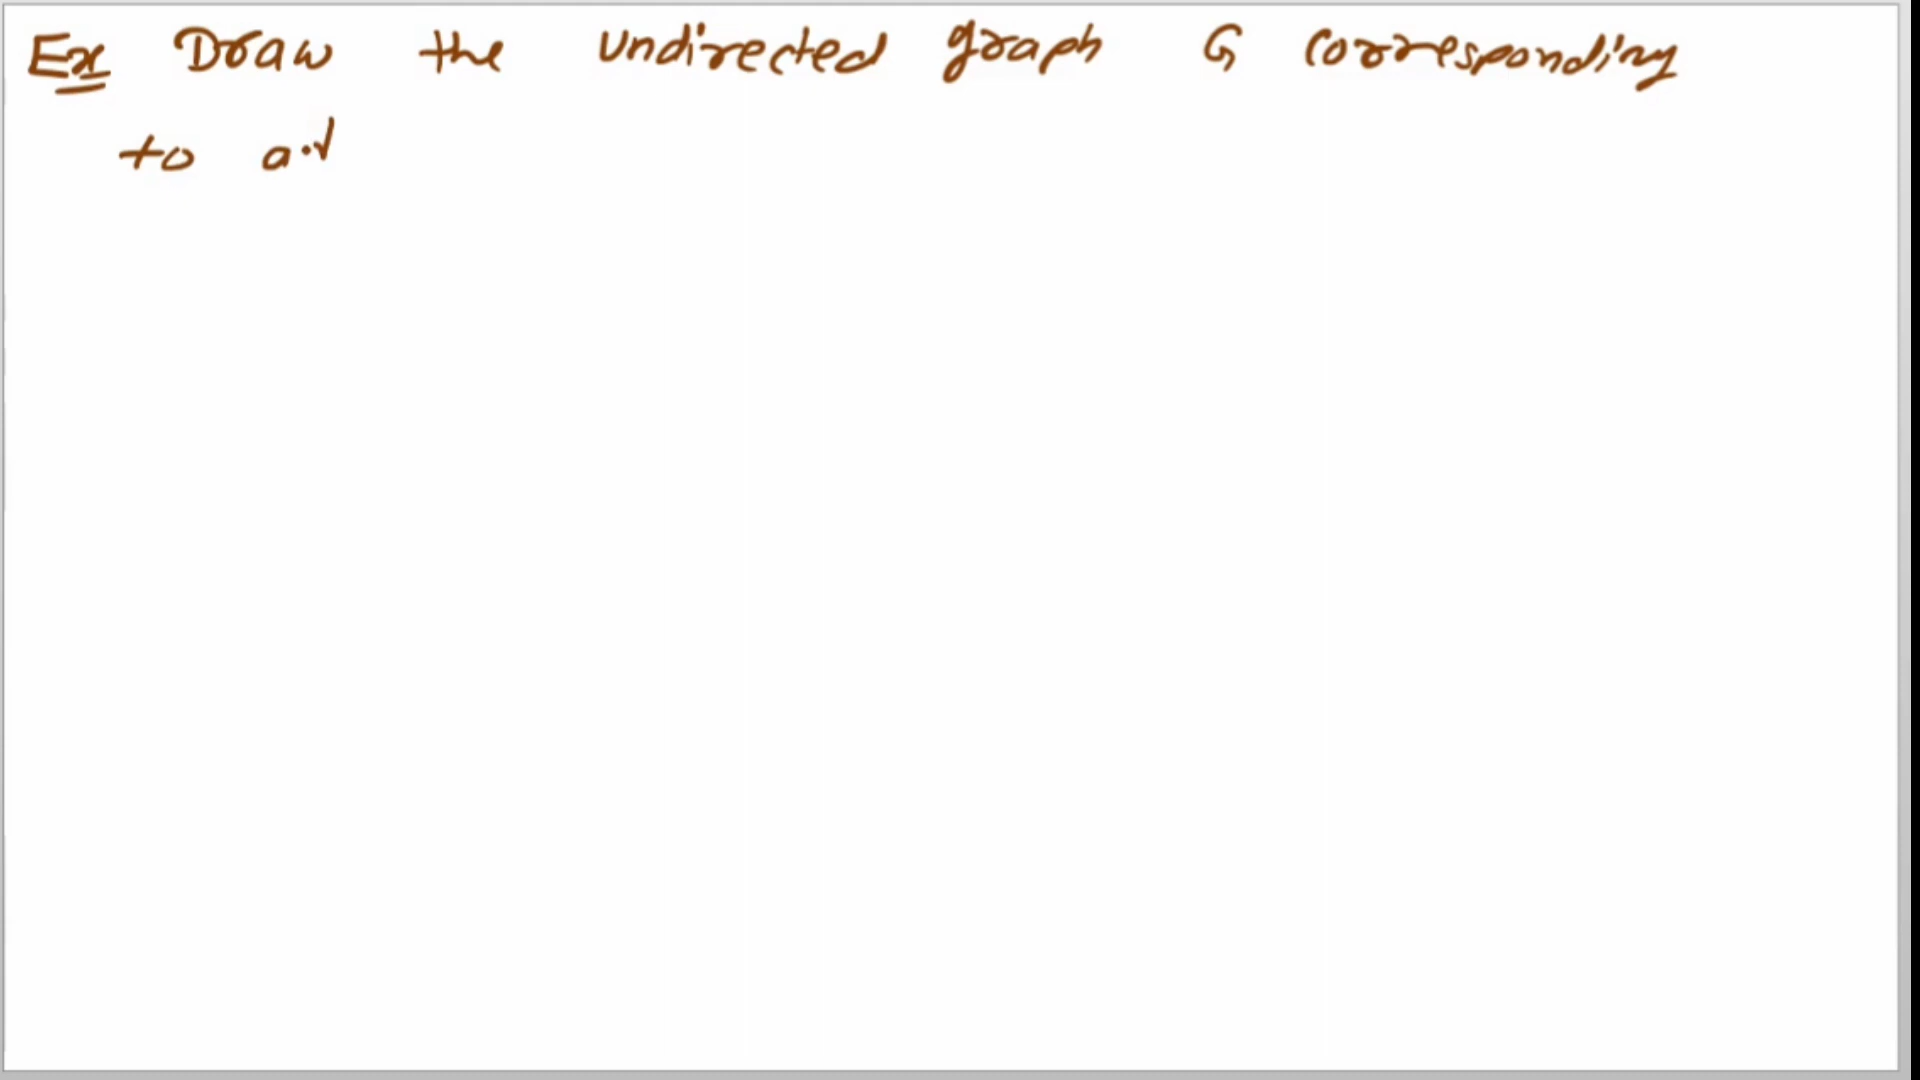 Ex Draw the undirected graph G corresponding
to